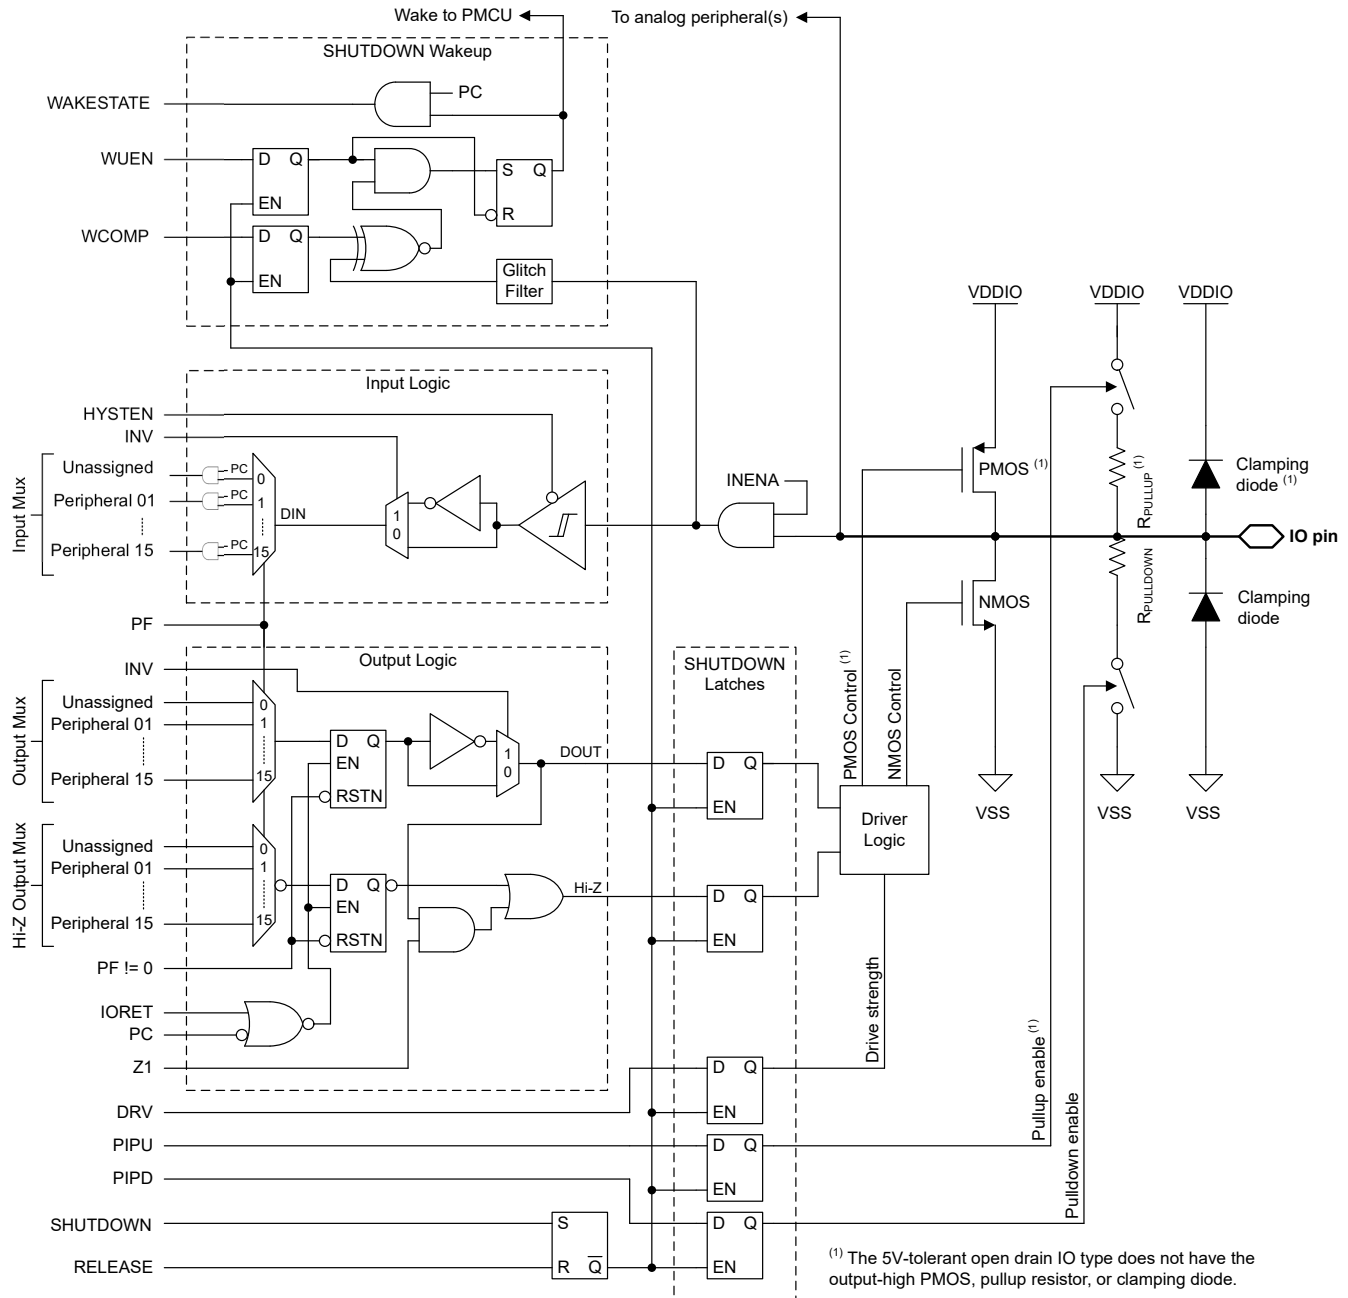 Wake to PMCU
To analog peripheral(s)
SHUTDOWN Wakeup
WAKESTATE
PC
WUEN
D Q
EN
S Q
R
WCOMP
D Q
EN
Glitch
Filter
VDDIO
VDDIO
VDDIO
Input Logic
HYSTEN
INV
Input Mux
Unassigned
PC
0
Peripheral 01
PC
1
Peripheral 15
PC
15
DIN
1
0
INENA
PMOS (1)
RPULLUP (1)
Clamping
diode (1)
IO pin
RPULLDOWN
NMOS
Clamping
diode
PF
INV
Output Logic
SHUTDOWN
Latches
PMOS Control (1)
NMOS Control
Output Mux
Unassigned
0
Peripheral 01
1
Peripheral 15
15
D Q
EN
RSTN
1
0
DOUT
D Q
EN
Driver
Logic
VSS
VSS
VSS
Hi-Z Output Mux
Unassigned
0
Peripheral 01
1
Peripheral 15
15
D Q
EN
RSTN
Hi-Z
D Q
EN
PF != 0
IORET
PC
Z1
Drive strength
D Q
EN
DRV
PIPU
D Q
EN
Pullup enable (1)
PIPD
Pulldown enable
SHUTDOWN
S
D Q
RELEASE
R Q
EN
(1) The 5V-tolerant open drain IO type does not have the
output-high PMOS, pullup resistor, or clamping diode.